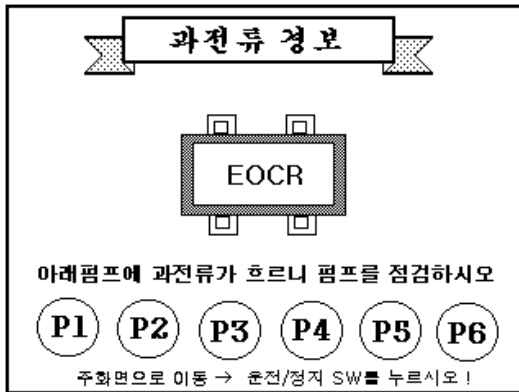 과전류 경보
EOCR
아래펌프에 과전류가 흐르니 펌프를 점검하시오
P1 P2 P3 P4 P5 P6
주화면으로 이동 → 운전/정지 SW를 누르시오 !